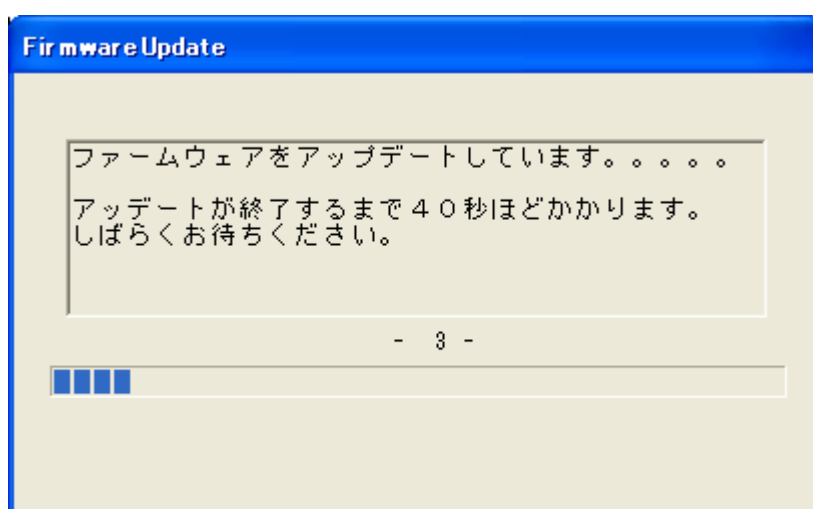 Firmware Update
ファームウェアをアップデートしています。。。。。
アッデートが終了するまで４０秒ほどかかります。
しばらくお待ちください。
- 3 -